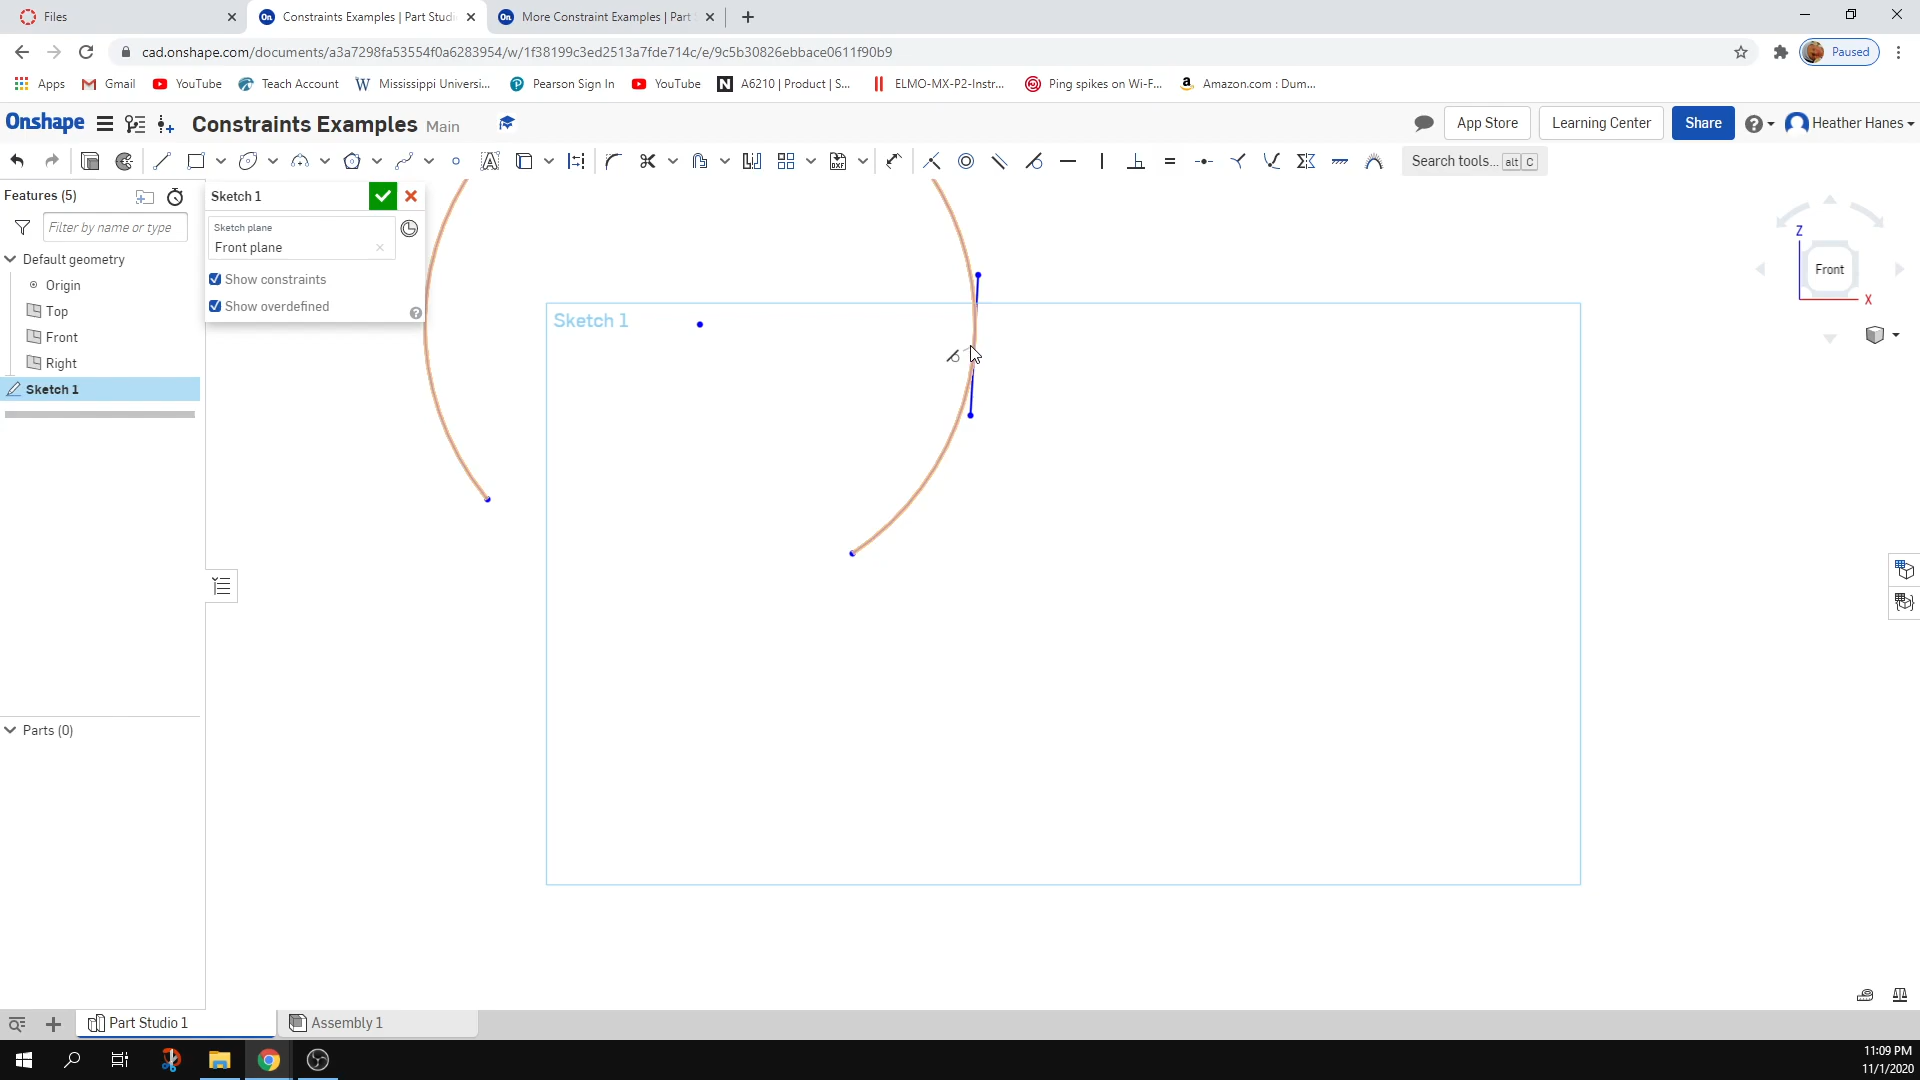 Files
Constraints Examples | Part Studi
More Constraint Examples | Part
cad.onshape.com/documents/a3a7298fa53554f0a6283954/w/1f38199c3ed2513a7fde714c/e/9c5b30826ebbace0611f90b9
Paused
Apps
Gmail
YouTube
Teach Account
Mississippi Universi...
Pearson Sign In
YouTube
A6210 | Product | S...
ELMO-MX-P2-Instr...
Ping spikes on Wi-F...
Amazon.com : Dum...
Onshape
Constraints Examples Main
App Store
Learning Center
Share
Heather Hanes
Search tools... alt C
Features (5)
Filter by name or type
Default geometry
Origin
Top
Front
Right
Sketch 1
Parts (0)
Sketch 1
Sketch plane
Front plane
Show constraints
Show overdefined
Sketch 1
Z
Front
X
Part Studio 1
Assembly 1
11:09 PM
11/1/2020